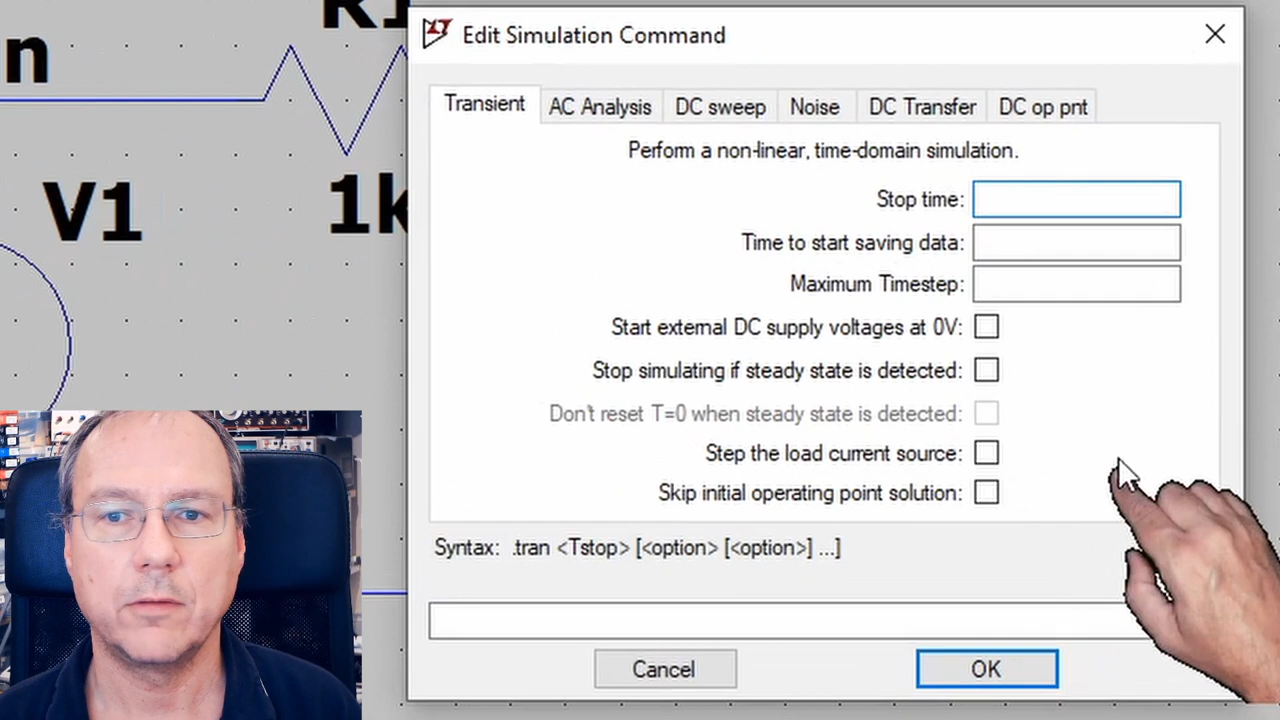 R1
n
V1
1k
Edit Simulation Command
Transient AC Analysis DC sweep Noise DC Transfer DC op pnt
Perform a non-linear, time-domain simulation.
Stop time:
Time to start saving data:
Maximum Timestep:
Start external DC supply voltages at 0V:
Stop simulating if steady state is detected:
Don't reset T=0 when steady state is detected:
Step the load current source:
Skip initial operating point solution:
Syntax: .tran <Tstop> [<option> [<option>] ...]
Cancel OK